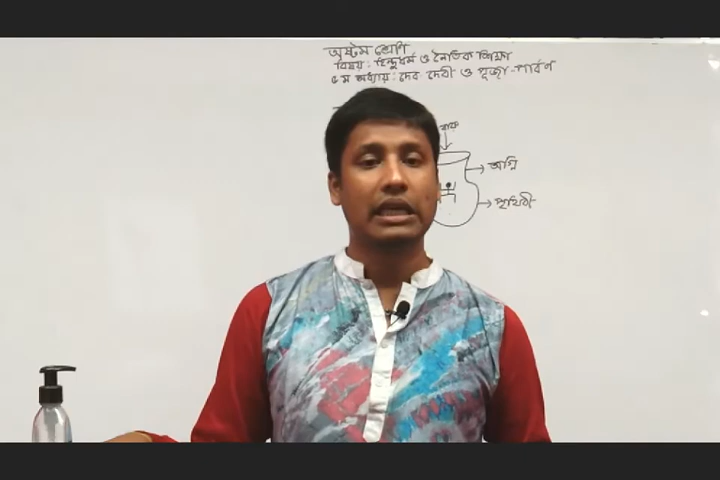 অষ্টম শ্রেণি
বিষয় : হিন্দুধর্ম ও নৈতিক শিক্ষা
৫ম অধ্যায় : দেব দেবী ও পূজা-পার্বণ
অগ্নি
পৃথিবী